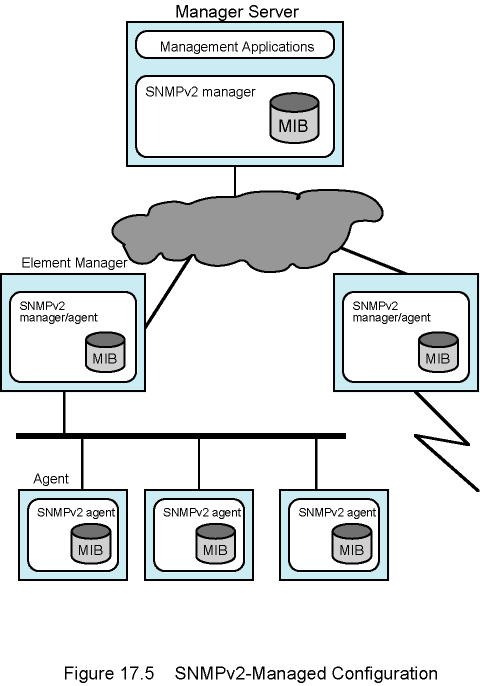 Manager Server
Management Applications
SNMPv2 manager
MIB
Element Manager
SNMPv2
manager/agent
MIB
SNMPv2
manager/agent
MIB
Agent
SNMPv2 agent
MIB
SNMPv2 agent
MIB
SNMPv2 agent
MIB
Figure 17.5 SNMPv2-Managed Configuration